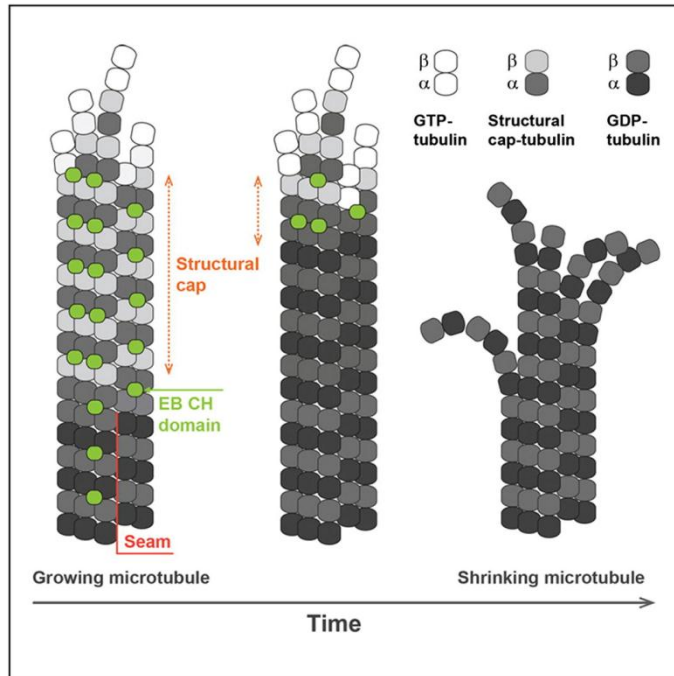 β
α
GTP-
tubulin
β
α
Structural
cap-tubulin
β
α
GDP-
tubulin
Structural
cap
EB CH
domain
Seam
Growing microtubule
Shrinking microtubule
Time